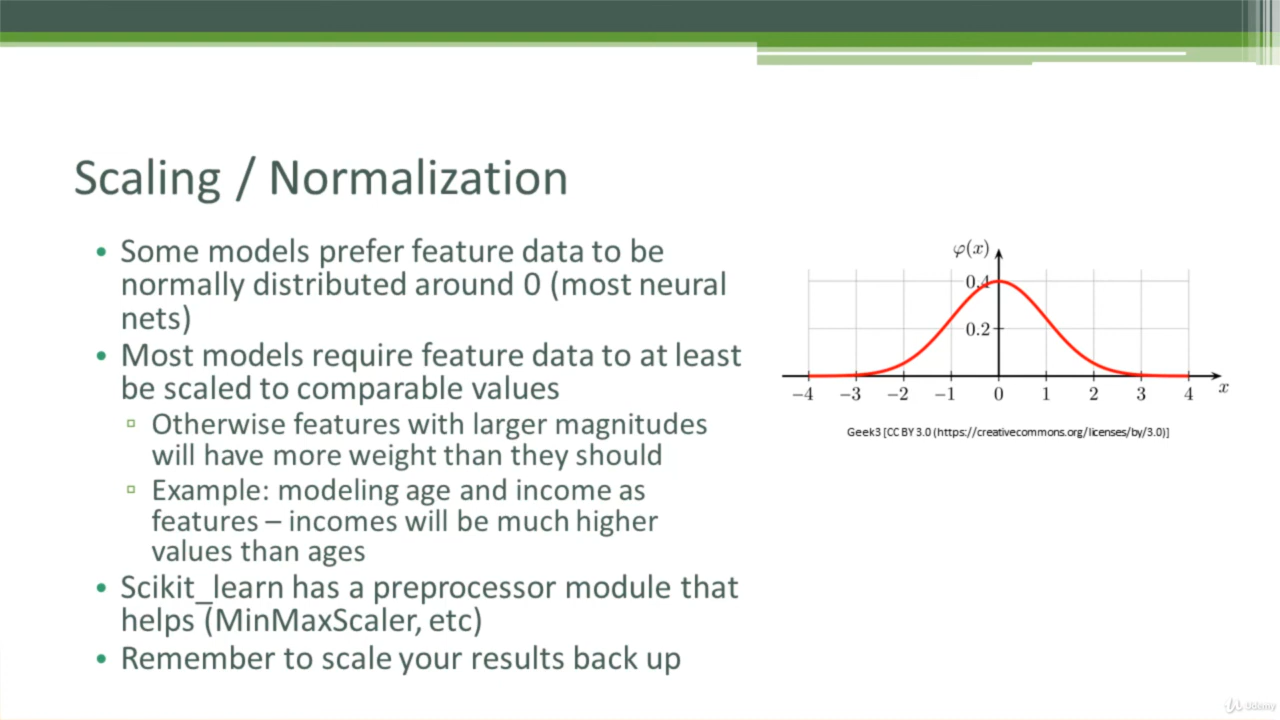 Scaling / Normalization
• Some models prefer feature data to be
normally distributed around 0 (most neural
nets)
• Most models require feature data to at least
be scaled to comparable values
▫ Otherwise features with larger magnitudes
will have more weight than they should
▫ Example: modeling age and income as
features – incomes will be much higher
values than ages
• Scikit_learn has a preprocessor module that
helps (MinMaxScaler, etc)
• Remember to scale your results back up
φ(x)
0.4
0.2
−4 −3 −2 −1 0 1 2 3 4 x
Geek3 [CC BY 3.0 (https://creativecommons.org/licenses/by/3.0)]
Udemy